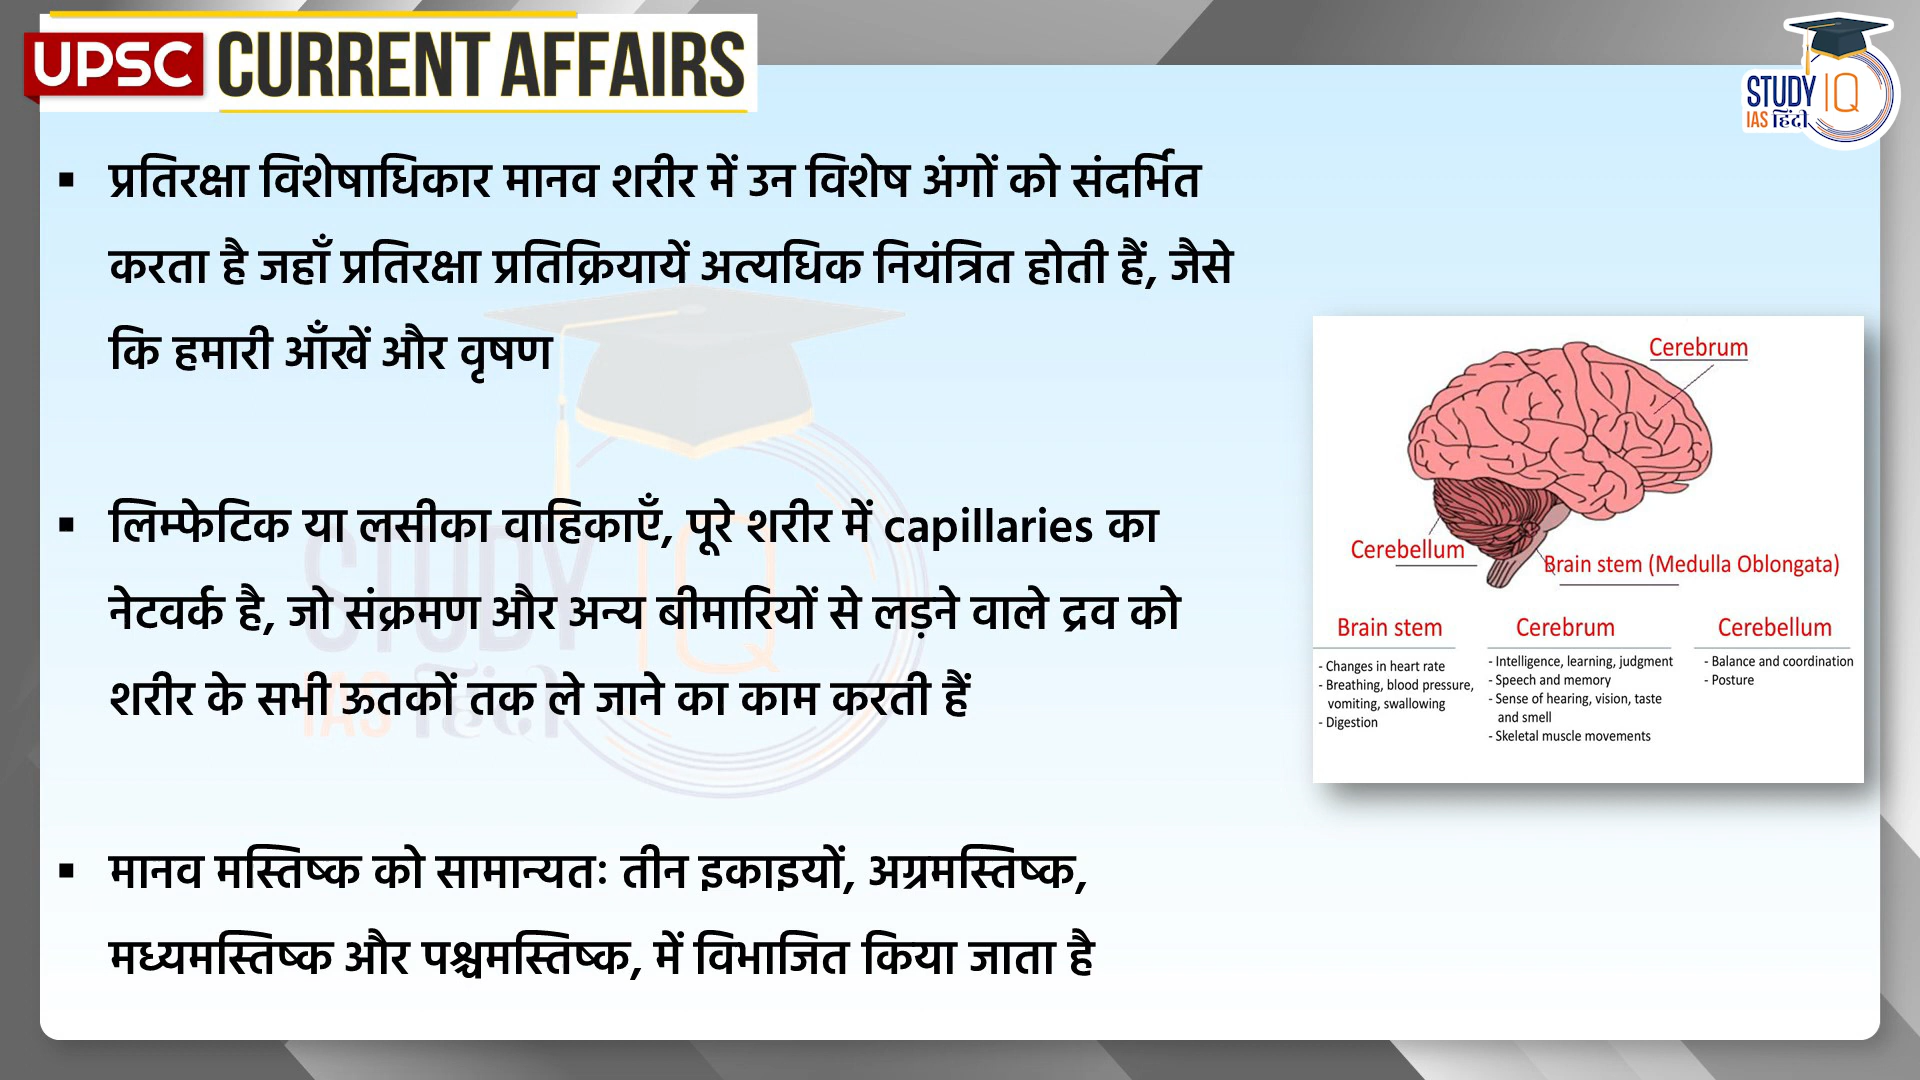 UPSC CURRENT AFFAIRS
STUDY IQ
IAS हिंदी
▪ प्रतिरक्षा विशेषाधिकार मानव शरीर में उन विशेष अंगों को संदर्भित
करता है जहाँ प्रतिरक्षा प्रतिक्रियायें अत्यधिक नियंत्रित होती हैं, जैसे
कि हमारी आँखें और वृषण
▪ लिम्फेटिक या लसीका वाहिकाएँ, पूरे शरीर में capillaries का
नेटवर्क है, जो संक्रमण और अन्य बीमारियों से लड़ने वाले द्रव को
शरीर के सभी ऊतकों तक ले जाने का काम करती हैं
▪ मानव मस्तिष्क को सामान्यतः तीन इकाइयों, अग्रमस्तिष्क,
मध्यमस्तिष्क और पश्चमस्तिष्क, में विभाजित किया जाता है
STUDY IQ
IAS हिंदी
Cerebrum
Cerebellum
Brain stem (Medulla Oblongata)
Brain stem
- Changes in heart rate
- Breathing, blood pressure,
vomiting, swallowing
- Digestion
Cerebrum
- Intelligence, learning, judgment
- Speech and memory
- Sense of hearing, vision, taste
and smell
- Skeletal muscle movements
Cerebellum
- Balance and coordination
- Posture